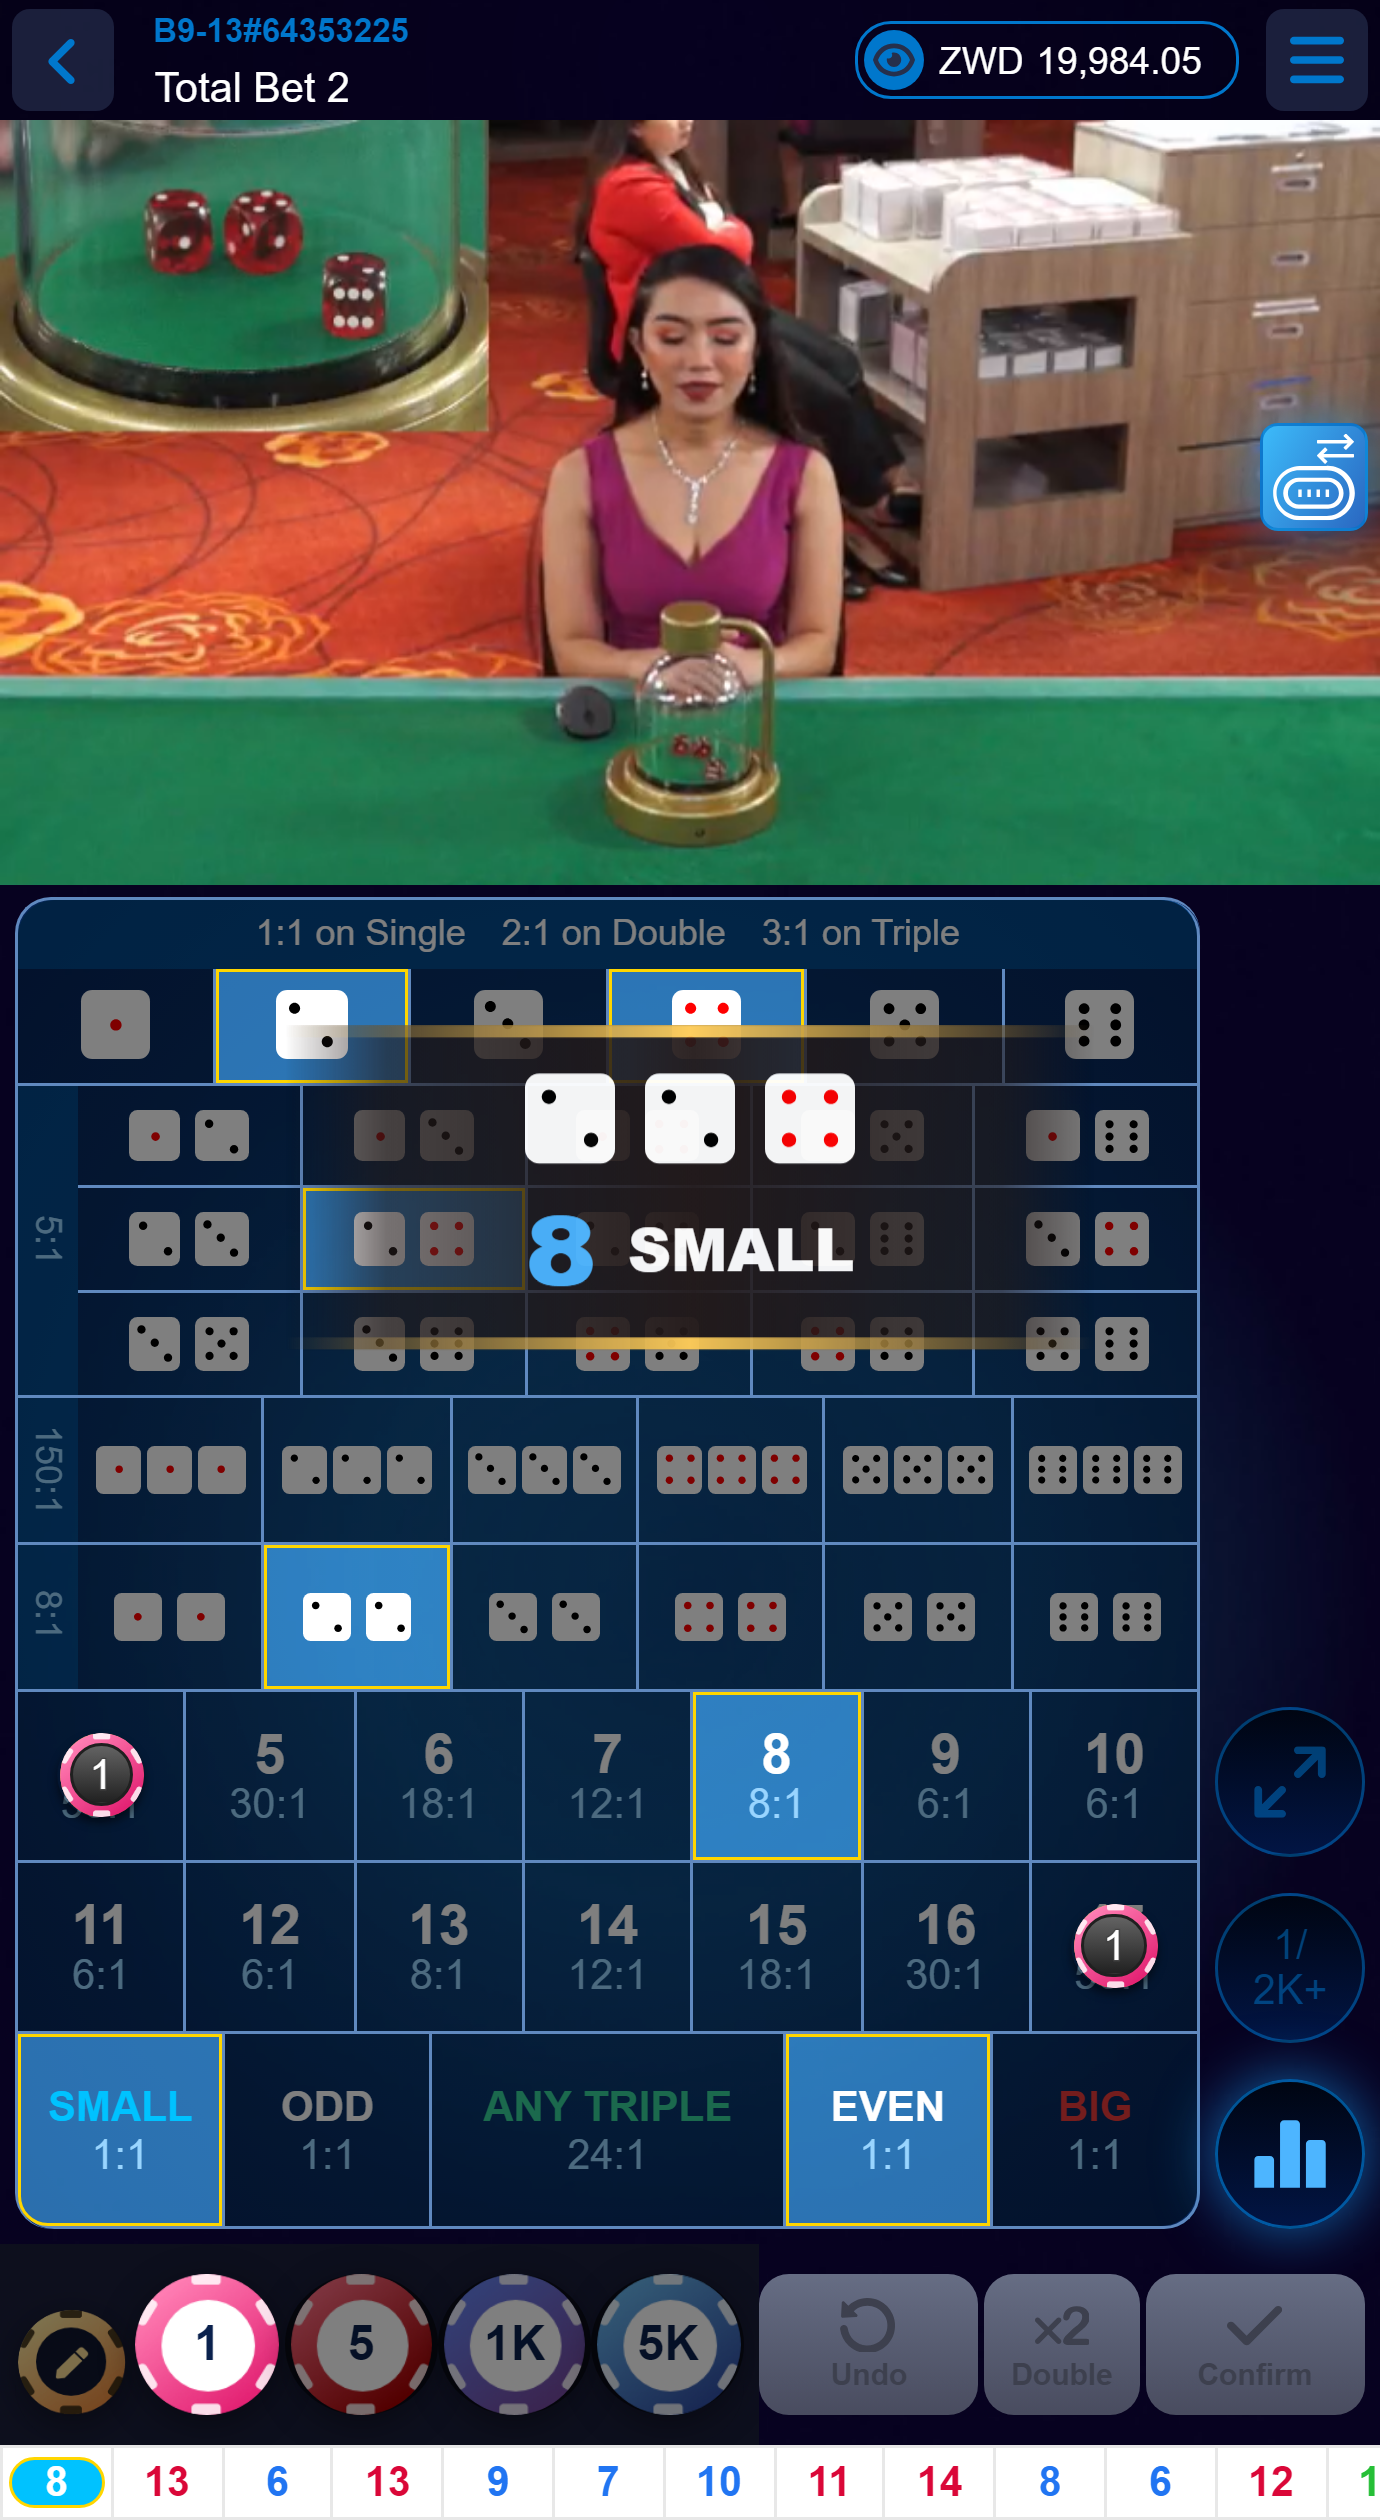 B9-13#64353225
Total Bet 2
ZWD 19,984.05
1:1 on Single 2:1 on Double 3:1 on Triple
5:1
8 SMALL
150:1
8:1
1 5 6 7 8 9 10
30:1 18:1 12:1 8:1 6:1 6:1
11 12 13 14 15 16 1
6:1 6:1 8:1 12:1 18:1 30:1
1/
2K+
SMALL ODD ANY TRIPLE EVEN BIG
1:1 1:1 24:1 1:1 1:1
1 5 1K 5K x2
Undo Double Confirm
8 13 6 13 9 7 10 11 14 8 6 12